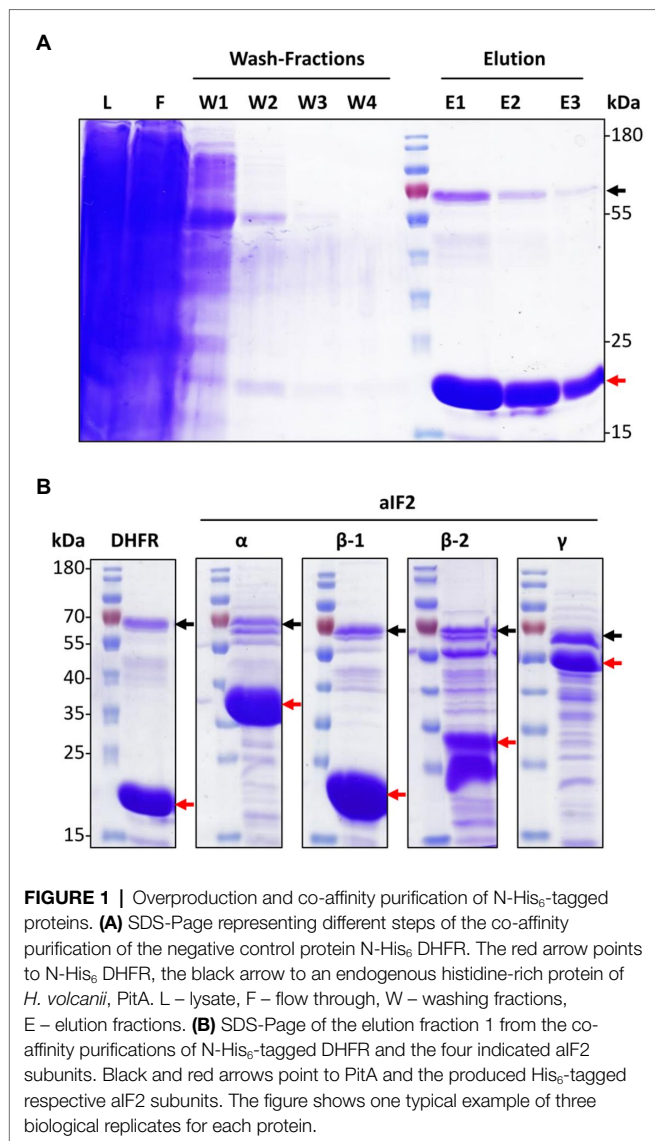 A
Wash-Fractions Elution
L F W1 W2 W3 W4 E1 E2 E3 kDa
-180
-55
-25
-15
B
aIF2
kDa DHFR α β-1 β-2 γ
180-
70-
55-
40-
35-
25-
15-
FIGURE 1 | Overproduction and co-affinity purification of N-His₆-tagged
proteins. (A) SDS-Page representing different steps of the co-affinity
purification of the negative control protein N-His₆ DHFR. The red arrow points
to N-His₆ DHFR, the black arrow to an endogenous histidine-rich protein of
H. volcanii, PitA. L – lysate, F – flow through, W – washing fractions,
E – elution fractions. (B) SDS-Page of the elution fraction 1 from the co-
affinity purifications of N-His₆-tagged DHFR and the four indicated aIF2
subunits. Black and red arrows point to PitA and the produced His₆-tagged
respective aIF2 subunits. The figure shows one typical example of three
biological replicates for each protein.